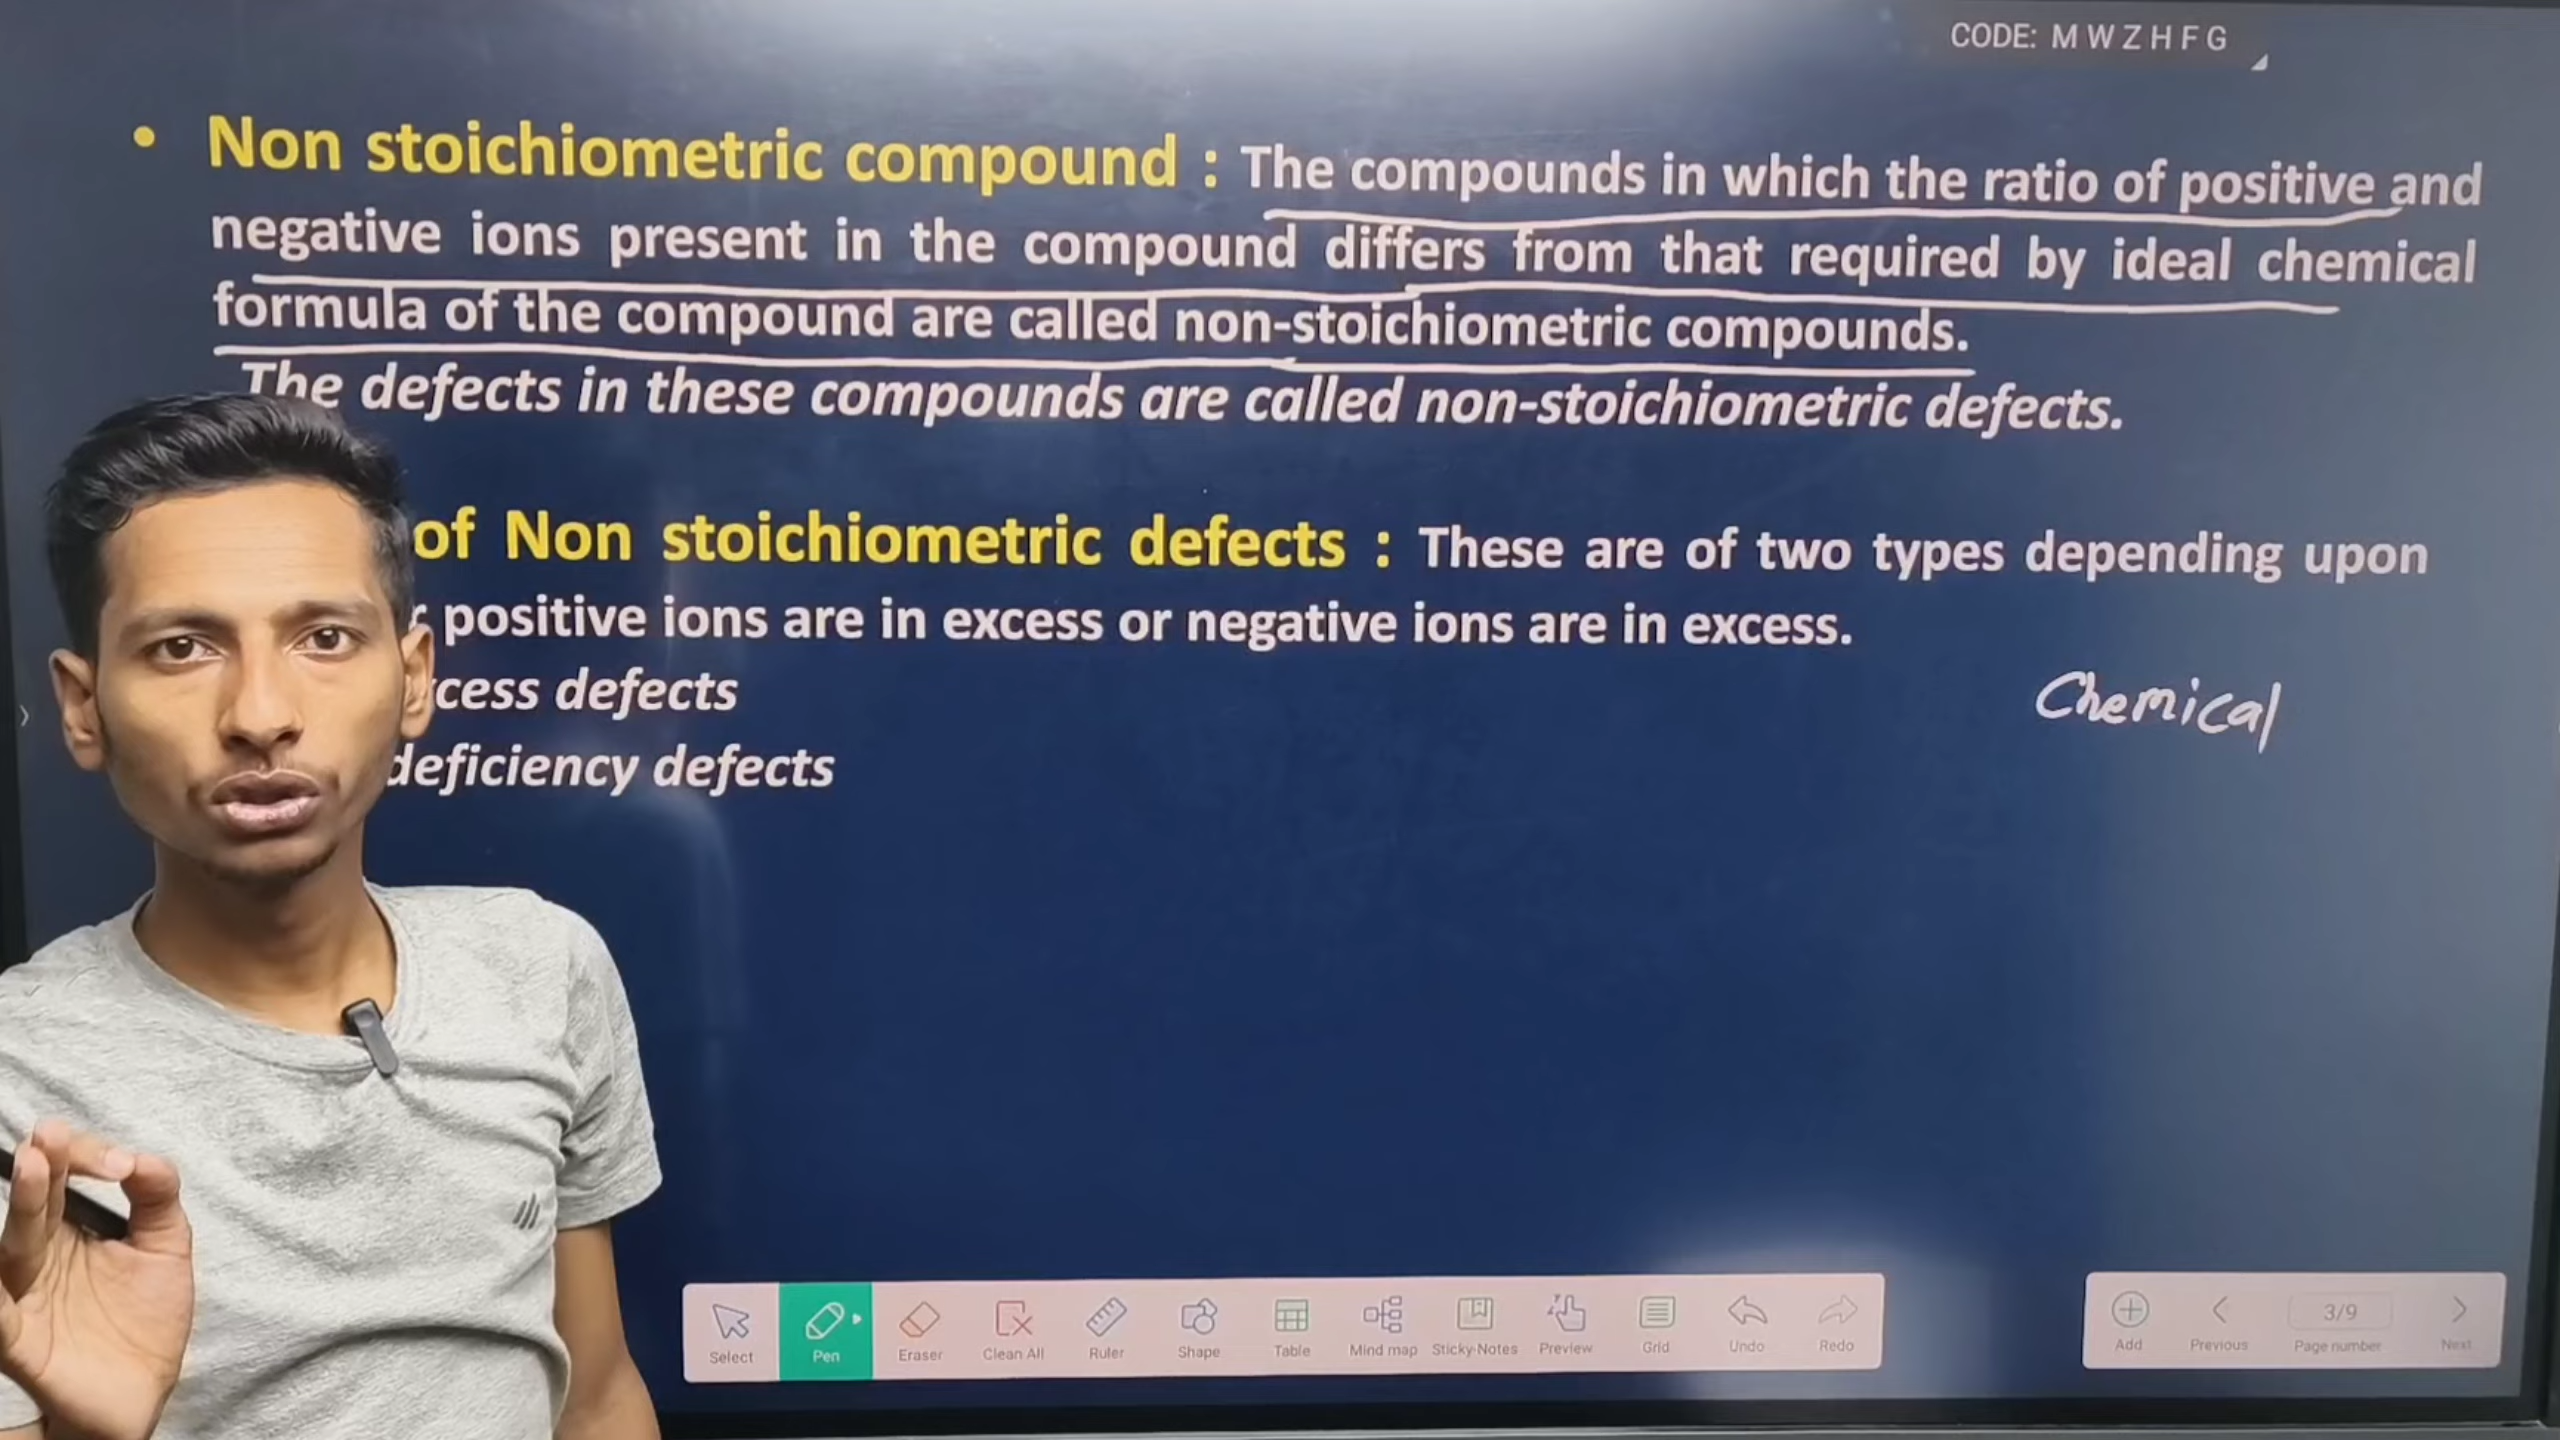 CODE: M W Z H F G
• Non stoichiometric compound : The compounds in which the ratio of positive and
negative ions present in the compound differs from that required by ideal chemical
formula of the compound are called non-stoichiometric compounds.
The defects in these compounds are called non-stoichiometric defects.
of Non stoichiometric defects : These are of two types depending upon
positive ions are in excess or negative ions are in excess.
defects
deficiency defects
Chemical
Select Pen Eraser Clean All Ruler Shape Table Mind map Sticky-Notes Preview Grid Undo Redo
3/9
Add Previous Page number Next